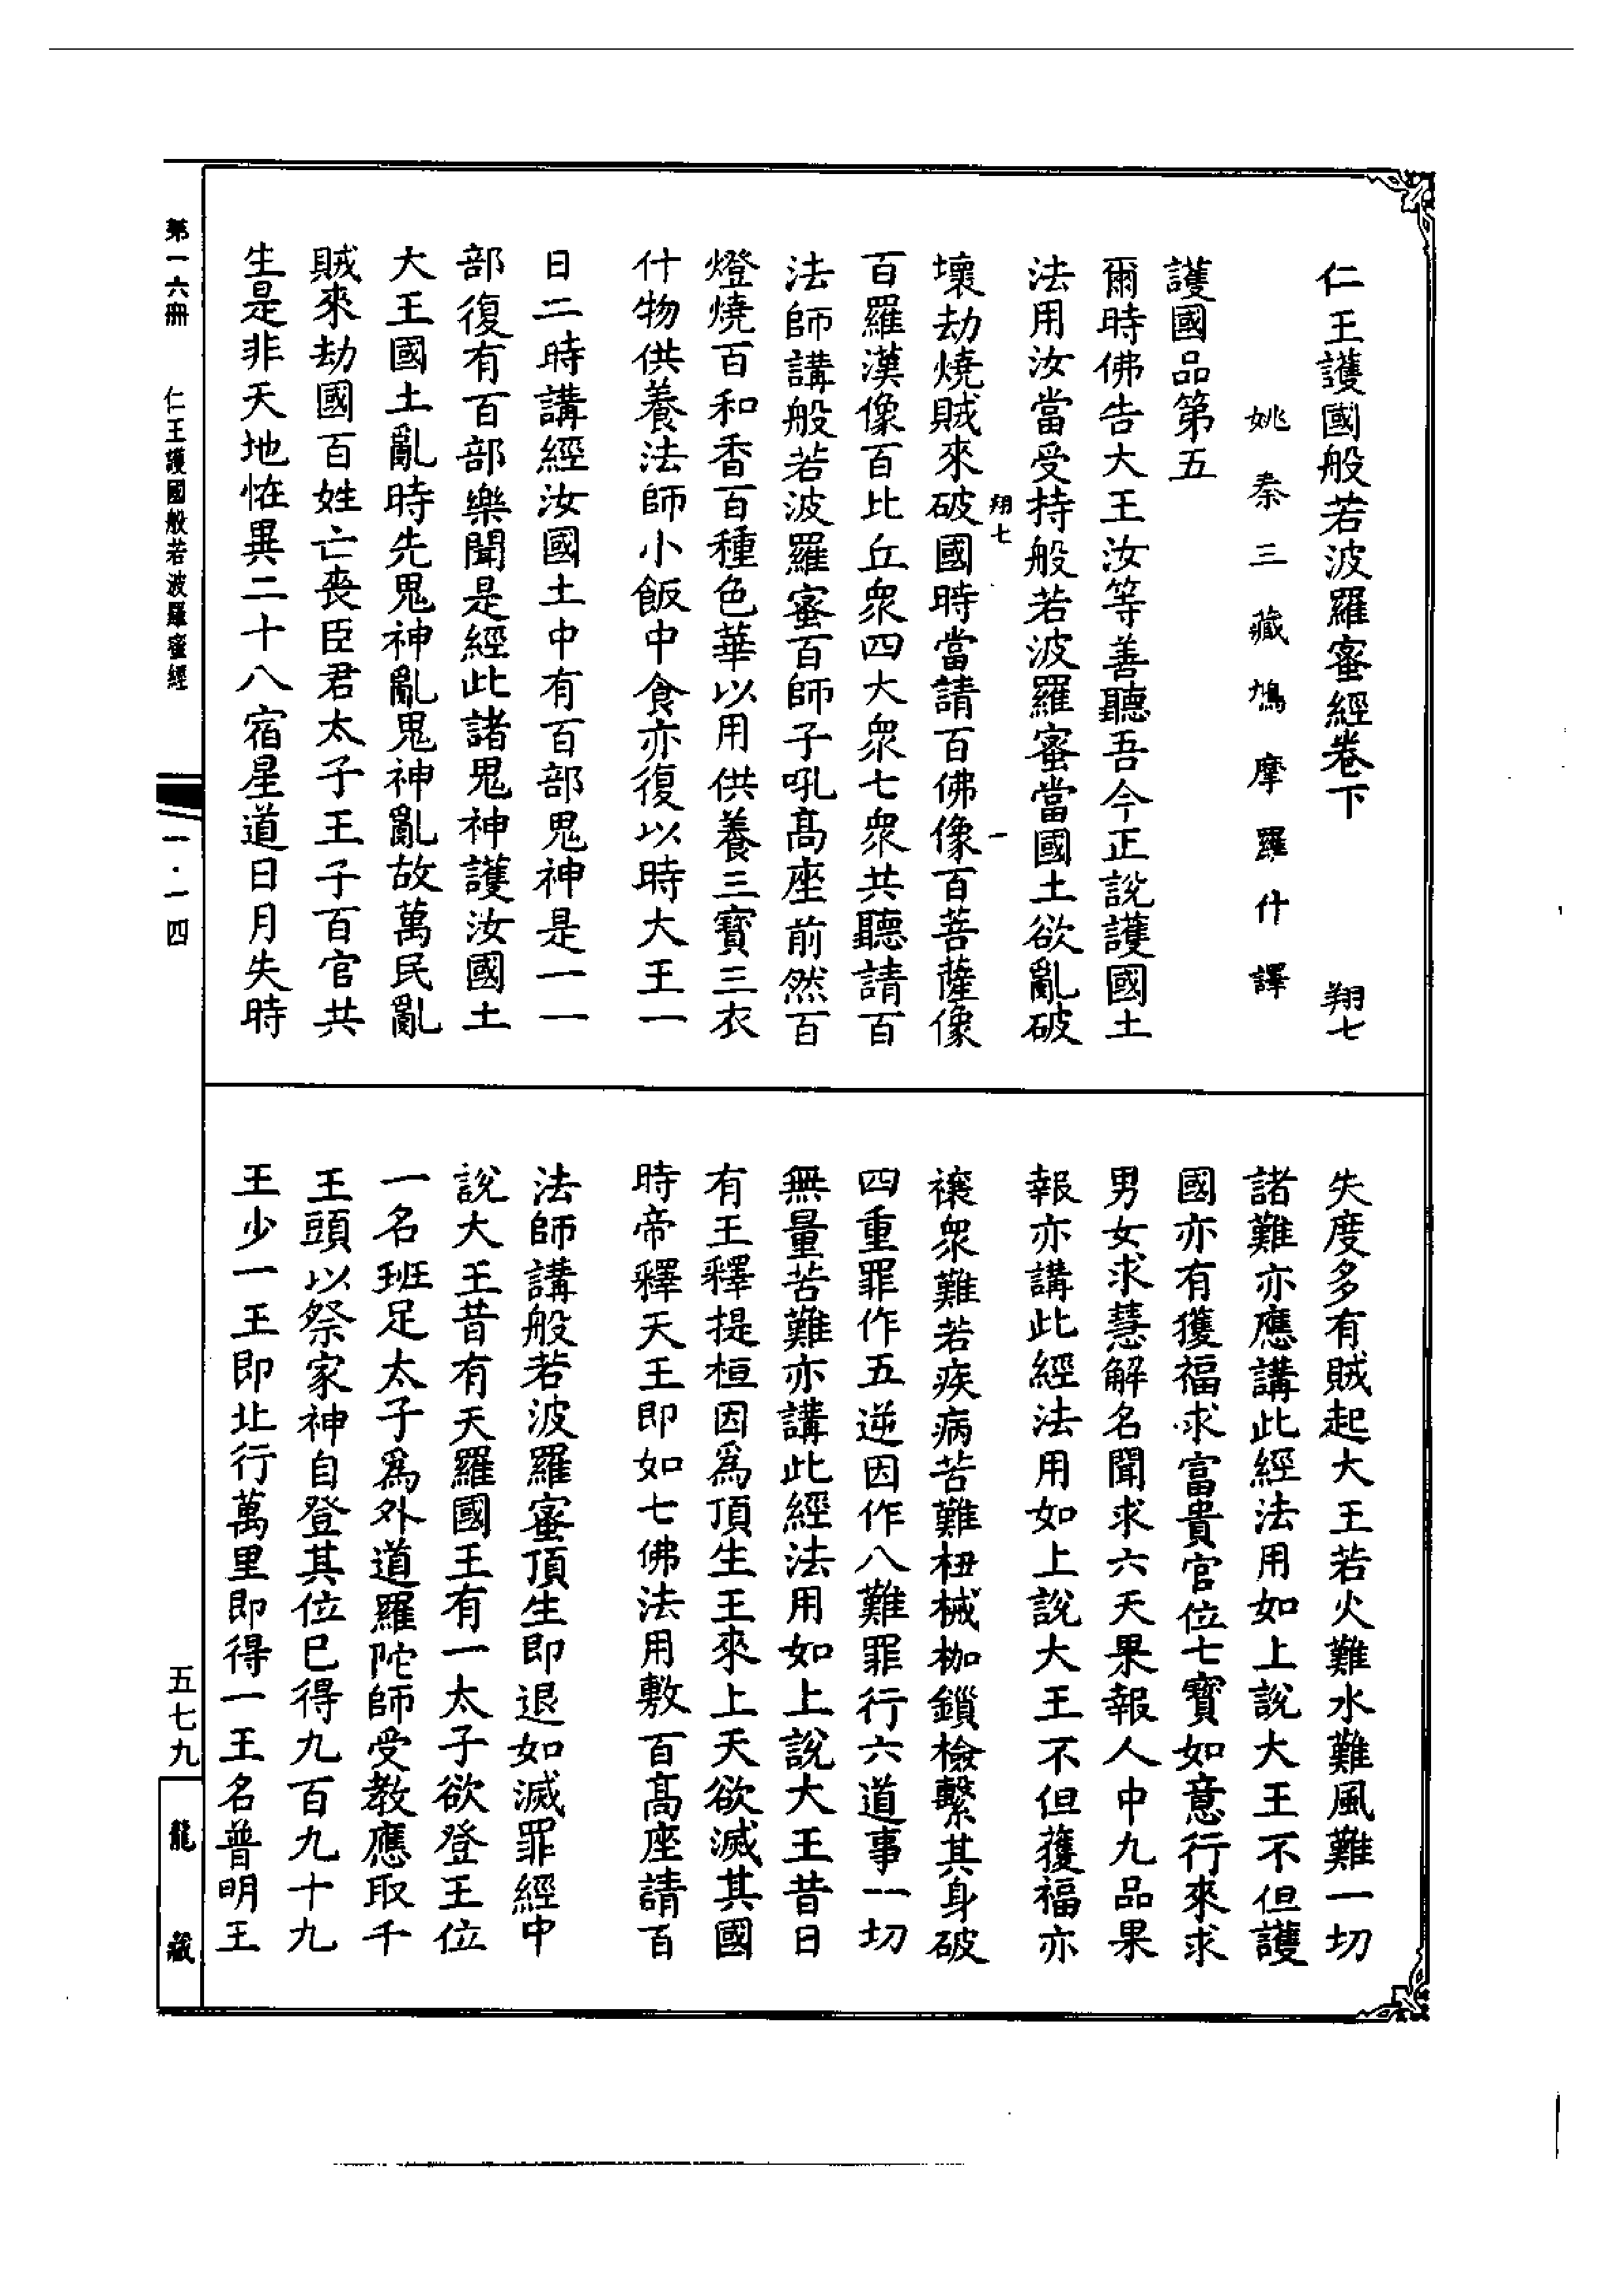 仁王護國般若波羅蜜經卷下　翔七
姚秦三藏鳩摩羅什譯
護國品第五
爾時佛告大王汝等善聽吾今正說護國土
法用汝當受持般若波羅蜜當國土欲亂破
翔七　一
壞劫燒賊來破國時當請百佛像百菩薩像
百羅漢像百比丘眾四大眾七眾共聽請百
法師講般若波羅蜜百師子吼高座前然百
燈燒百和香百種色華以用供養三寶三衣
什物供養法師小飯中食亦復以時大王一
日二時講經汝國土中有百部鬼神是一一
部復有百部樂聞是經此諸鬼神護汝國土
大王國土亂時先鬼神亂鬼神亂故萬民亂
賊來劫國百姓亡喪臣君太子王子百官共
生是非天地恠異二十八宿星道日月失時
失度多有賊起大王若火難水難風難一切
諸難亦應講此經法用如上說大王不但護
國亦有獲福求富貴官位七寶如意行來求
男女求慧解名聞求六天果報人中九品果
報亦講此經法用如上說大王不但獲福亦
禳眾難若疾病苦難杻械枷鎖檢繫其身破
四重罪作五逆因作八難罪行六道事一切
無量苦難亦講此經法用如上說大王昔日
有王釋提桓因為頂生王來上天欲滅其國
時帝釋天王即如七佛法用敷百高座請百
法師講般若波羅蜜頂生即退如滅罪經中
說大王昔有天羅國王有一太子欲登王位
一名班足太子為外道羅陀師受教應取千
王頭以祭家神自登其位巳得九百九十九
王少一王即北行萬里即得一王名普明王
第一六冊　仁王護國般若波羅蜜經　一·一四
五七九　龍藏